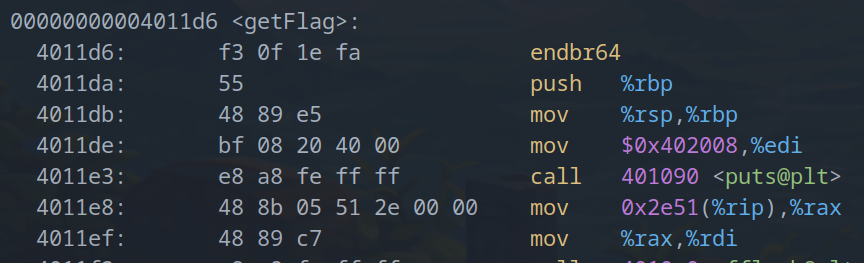 00000000004011d6 <getFlag>:
4011d6: f3 0f 1e fa endbr64
4011da: 55 push %rbp
4011db: 48 89 e5 mov %rsp,%rbp
4011de: bf 08 20 40 00 mov $0x402008,%edi
4011e3: e8 a8 fe ff ff call 401090 <puts@plt>
4011e8: 48 8b 05 51 2e 00 00 mov 0x2e51(%rip),%rax
4011ef: 48 89 c7 mov %rax,%rdi